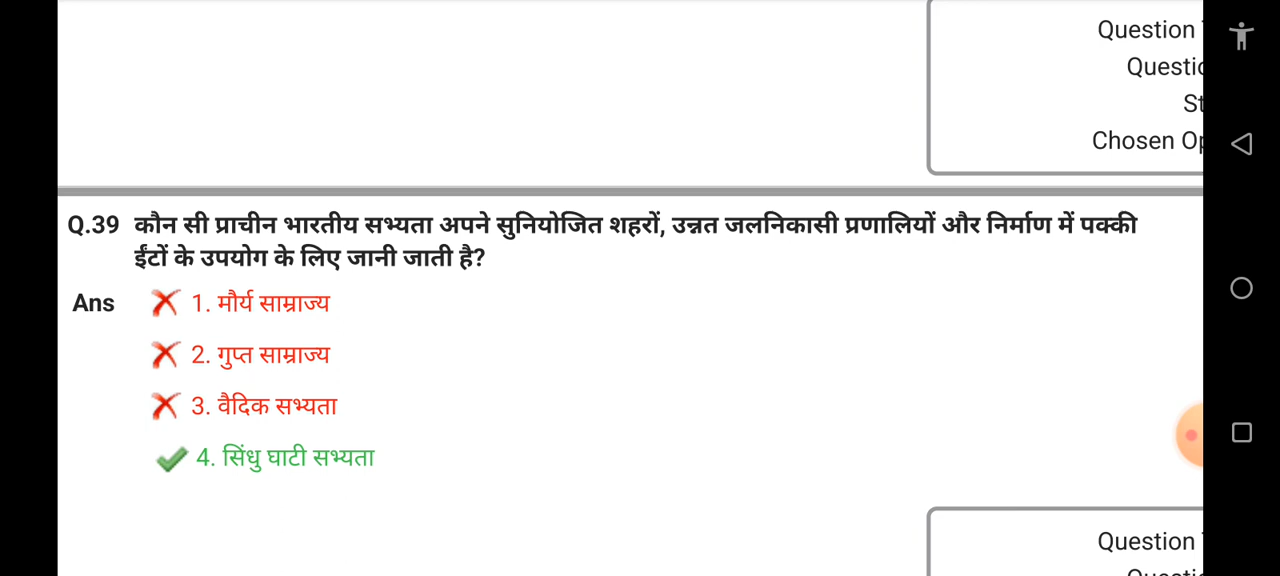 Question
Chosen
Q.39 कौन सी प्राचीन भारतीय सभ्यता अपने सुनियोजित शहरों, उन्नत जलनिकासी प्रणालियों और निर्माण में पक्की
ईंटों के उपयोग के लिए जानी जाती है?
Ans 1. मौर्य साम्राज्य
2. गुप्त साम्राज्य
3. वैदिक सभ्यता
4. सिंधु घाटी सभ्यता
Question